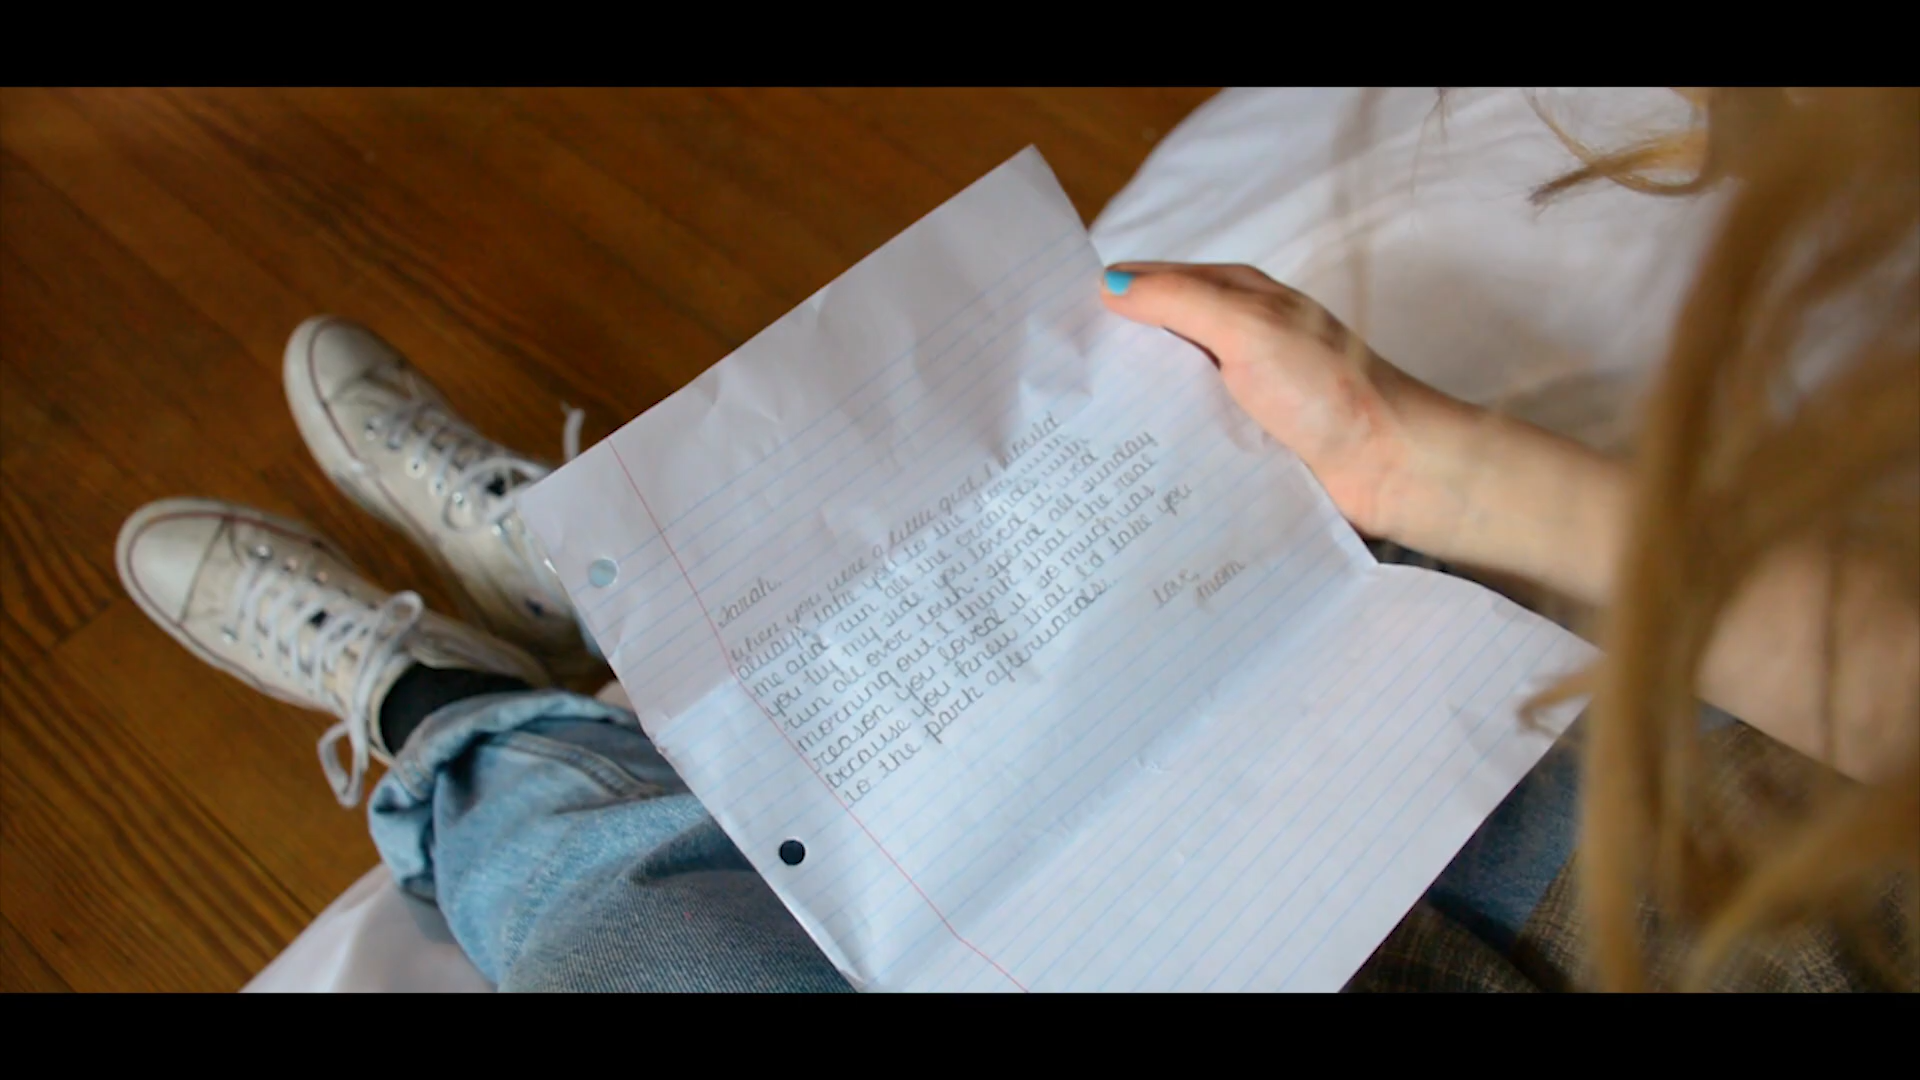 Sarah,
when you were a little girl I would
always take you to the store with
me and run all the errands with
you by my side. you loved it and
run all over town. spend all sunday
morning out. I think that the real
reason you loved it so much was
because you knew that I'd take you
to the park afterwards.
Love,
mom